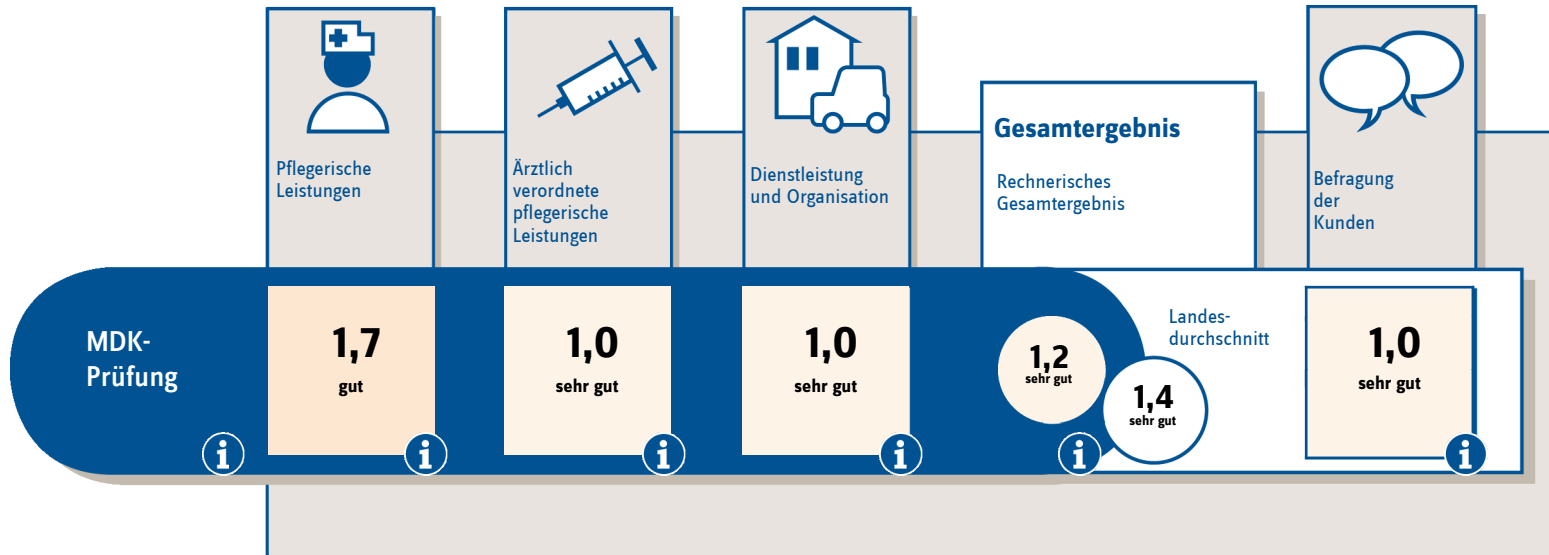 Pflegerische
Leistungen
Ärztlich
verordnete
pflegerische
Leistungen
Dienstleistung
und Organisation
Gesamtergebnis
Rechnerisches
Gesamtergebnis
Befragung
der
Kunden
MDK-
Prüfung
1,7
gut
1,0
sehr gut
1,0
sehr gut
1,2
sehr gut
Landes-
durchschnitt
1,4
sehr gut
1,0
sehr gut
i
i
i
i
i
i